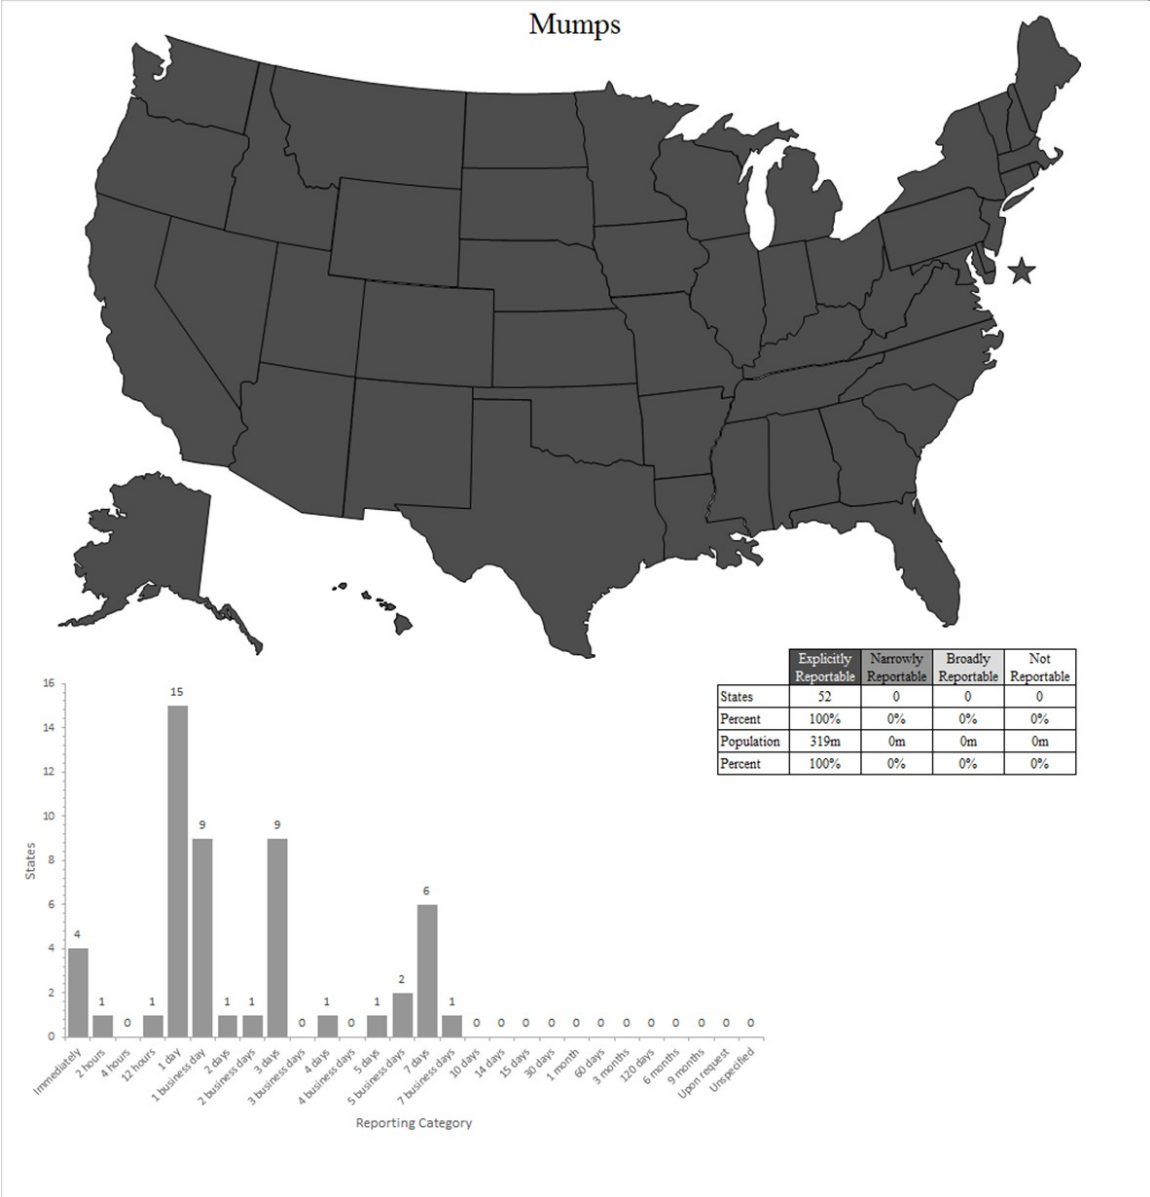 Mumps
Explicitly Reportable Narrowly Reportable Broadly Reportable Not Reportable
States 52 0 0 0
Percent 100% 0% 0% 0%
Population 319m 0m 0m 0m
Percent 100% 0% 0% 0%
States
16
14
12
10
8
6
4
2
0
4 1 0 1 15 9 1 1 9 0 1 0 1 2 6 1 0 0 0 0 0 0 0 0 0 0 0 0
Immediately
2 hours
4 hours
12 hours
1 day
1 business day
2 days
2 business days
3 days
3 business days
4 days
4 business days
5 days
5 business days
7 days
7 business days
10 days
14 days
15 days
30 days
1 month
60 days
3 months
120 days
6 months
9 months
Upon request
Unspecified
Reporting Category